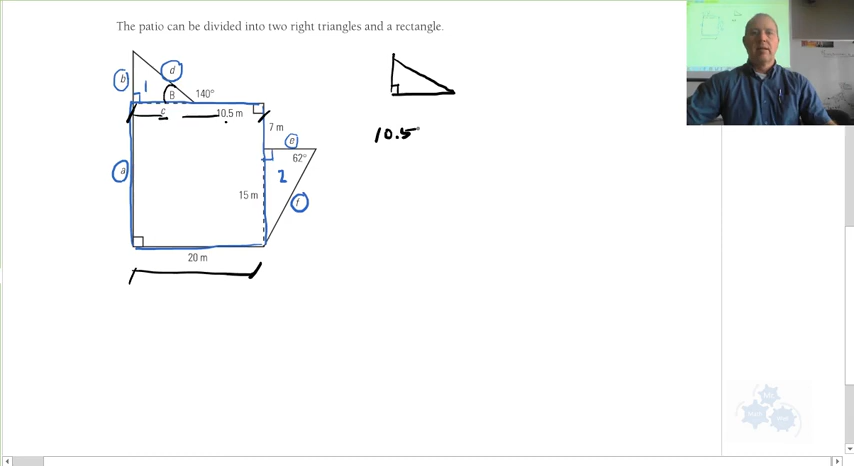 The patio can be divided into two right triangles and a rectangle.
b
1
d
B
140°
c
10.5 m
7 m
e
62°
a
2
15 m
f
20 m
10.5